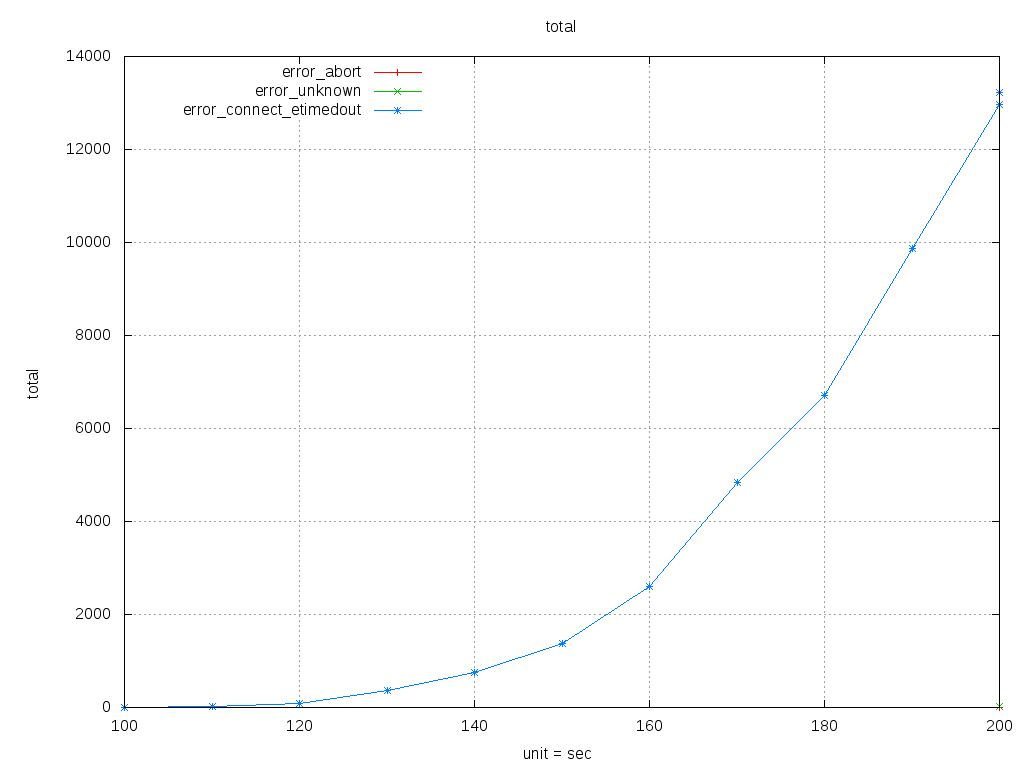 total
14000
12000
10000
8000
6000
4000
2000
0
total
error_abort
error_unknown
error_connect_etimedout
100 120 140 160 180 200
unit = sec